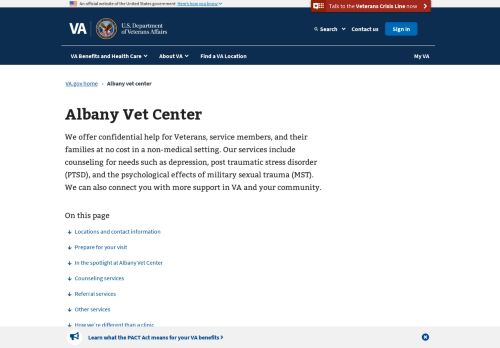 An official website of the United States government Here's how you know
Talk to the Veterans Crisis Line now
VA
U.S. Department
of Veterans Affairs
Search
Contact us
Sign in
VA Benefits and Health Care
About VA
Find a VA Location
My VA
VA.gov home › Albany vet center
Albany Vet Center
We offer confidential help for Veterans, service members, and their
families at no cost in a non-medical setting. Our services include
counseling for needs such as depression, post traumatic stress disorder
(PTSD), and the psychological effects of military sexual trauma (MST).
We can also connect you with more support in VA and your community.
On this page
Locations and contact information
Prepare for your visit
In the spotlight at Albany Vet Center
Counseling services
Referral services
Other services
How we're different than a clinic
Learn what the PACT Act means for your VA benefits